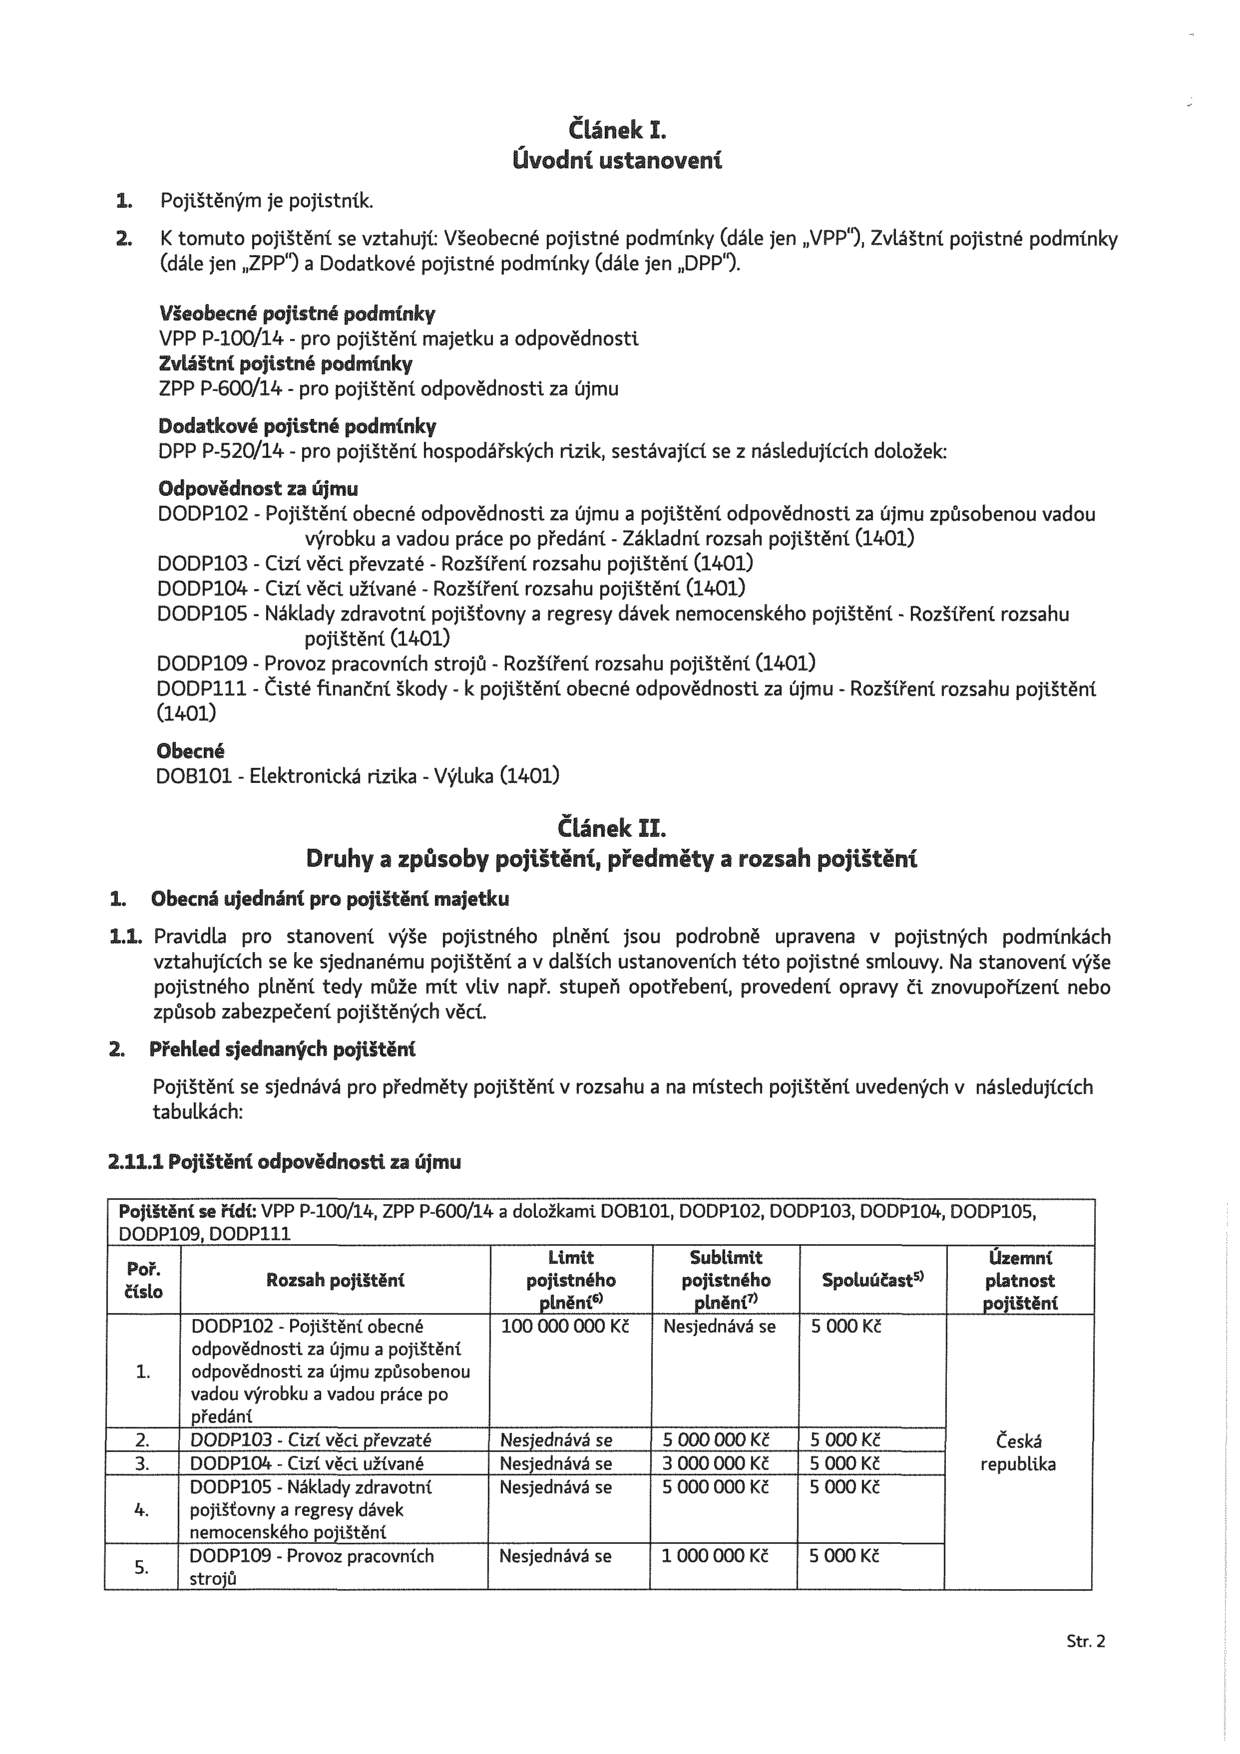 Článek I.
Úvodní ustanovení
1. Pojištěným je pojistník.
2. K tomuto pojištění se vztahují: Všeobecné pojistné podmínky (dále jen „VPP"), Zvláštní pojistné podmínky
(dále jen „ZPP") a Dodatkové pojistné podmínky (dále jen „DPP").
Všeobecné pojistné podmínky
VPP P-100/14 - pro pojištění majetku a odpovědnosti
Zvláštní pojistné podmínky
ZPP P-600/14 - pro pojištění odpovědnosti za újmu
Dodatkové pojistné podmínky
DPP P-520/14 - pro pojištění hospodářských rizik, sestávající se z následujících doložek:
Odpovědnost za újmu
DODP102 - Pojištění obecné odpovědnosti za újmu a pojištění odpovědnosti za újmu způsobenou vadou
výrobku a vadou práce po předání - Základní rozsah pojištění (1401)
DODP103 - Cizí věci převzaté - Rozšíření rozsahu pojištění (1401)
DODP104 - Cizí věci užívané - Rozšíření rozsahu pojištění (1401)
DODP105 - Náklady zdravotní pojišťovny a regresy dávek nemocenského pojištění - Rozšíření rozsahu
pojištění (1401)
DODP109 - Provoz pracovních strojů - Rozšíření rozsahu pojištění (1401)
DODP111 - Čisté finanční škody - k pojištění obecné odpovědnosti za újmu - Rozšíření rozsahu pojištění
(1401)
Obecné
DOB101 - Elektronická rizika - Výluka (1401)
Článek II.
Druhy a způsoby pojištění, předměty a rozsah pojištění
1. Obecná ujednání pro pojištění majetku
1.1. Pravidla pro stanovení výše pojistného plnění jsou podrobně upravena v pojistných podmínkách
vztahujících se ke sjednanému pojištění a v dalších ustanoveních této pojistné smlouvy. Na stanovení výše
pojistného plnění tedy může mít vliv např. stupeň opotřebení, provedení opravy či znovupořízení nebo
způsob zabezpečení pojištěných věcí.
2. Přehled sjednaných pojištění
Pojištění se sjednává pro předměty pojištění v rozsahu a na místech pojištění uvedených v následujících
tabulkách:
2.11.1 Pojištění odpovědnosti za újmu
Pojištění se řídí: VPP P-100/14, ZPP P-600/14 a doložkami DOB101, DODP102, DODP103, DODP104, DODP105,
DODP109, DODP111
Poř.
číslo
Rozsah pojištění
Limit
pojistného
plnění⁶⁾
Sublimit
pojistného
plnění⁷⁾
Spoluúčast⁵⁾
Územní
platnost
pojištění
1.
DODP102 - Pojištění obecné
odpovědnosti za újmu a pojištění
odpovědnosti za újmu způsobenou
vadou výrobku a vadou práce po
předání
100 000 000 Kč
Nesjednává se
5 000 Kč
2. DODP103 - Cizí věci převzaté Nesjednává se 5 000 000 Kč 5 000 Kč
3. DODP104 - Cizí věci užívané Nesjednává se 3 000 000 Kč 5 000 Kč
4.
DODP105 - Náklady zdravotní
pojišťovny a regresy dávek
nemocenského pojištění
Nesjednává se
5 000 000 Kč
5 000 Kč
5.
DODP109 - Provoz pracovních
strojů
Nesjednává se
1 000 000 Kč
5 000 Kč
Česká
republika
Str. 2